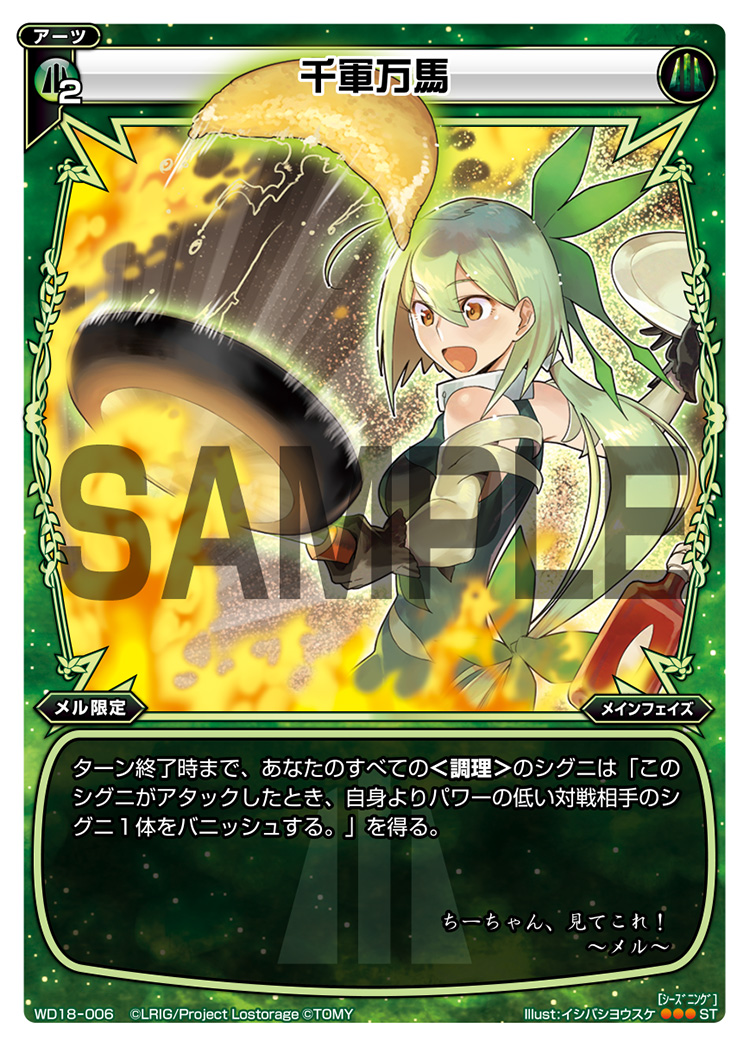 アーツ
2
千軍万馬
SAMPLE
メル限定
メインフェイズ
ターン終了時まで、あなたのすべての＜調理＞のシグニは「この
シグニがアタックしたとき、自身よりパワーの低い対戦相手のシ
グニ１体をバニッシュする。」を得る。
ちーちゃん、見てこれ！
～メル～
[ｼｰｽﾞﾆﾝｸﾞ]
WD18-006 ©LRIG/Project Lostorage ©TOMY Illust:イシバシヨウスケ ST